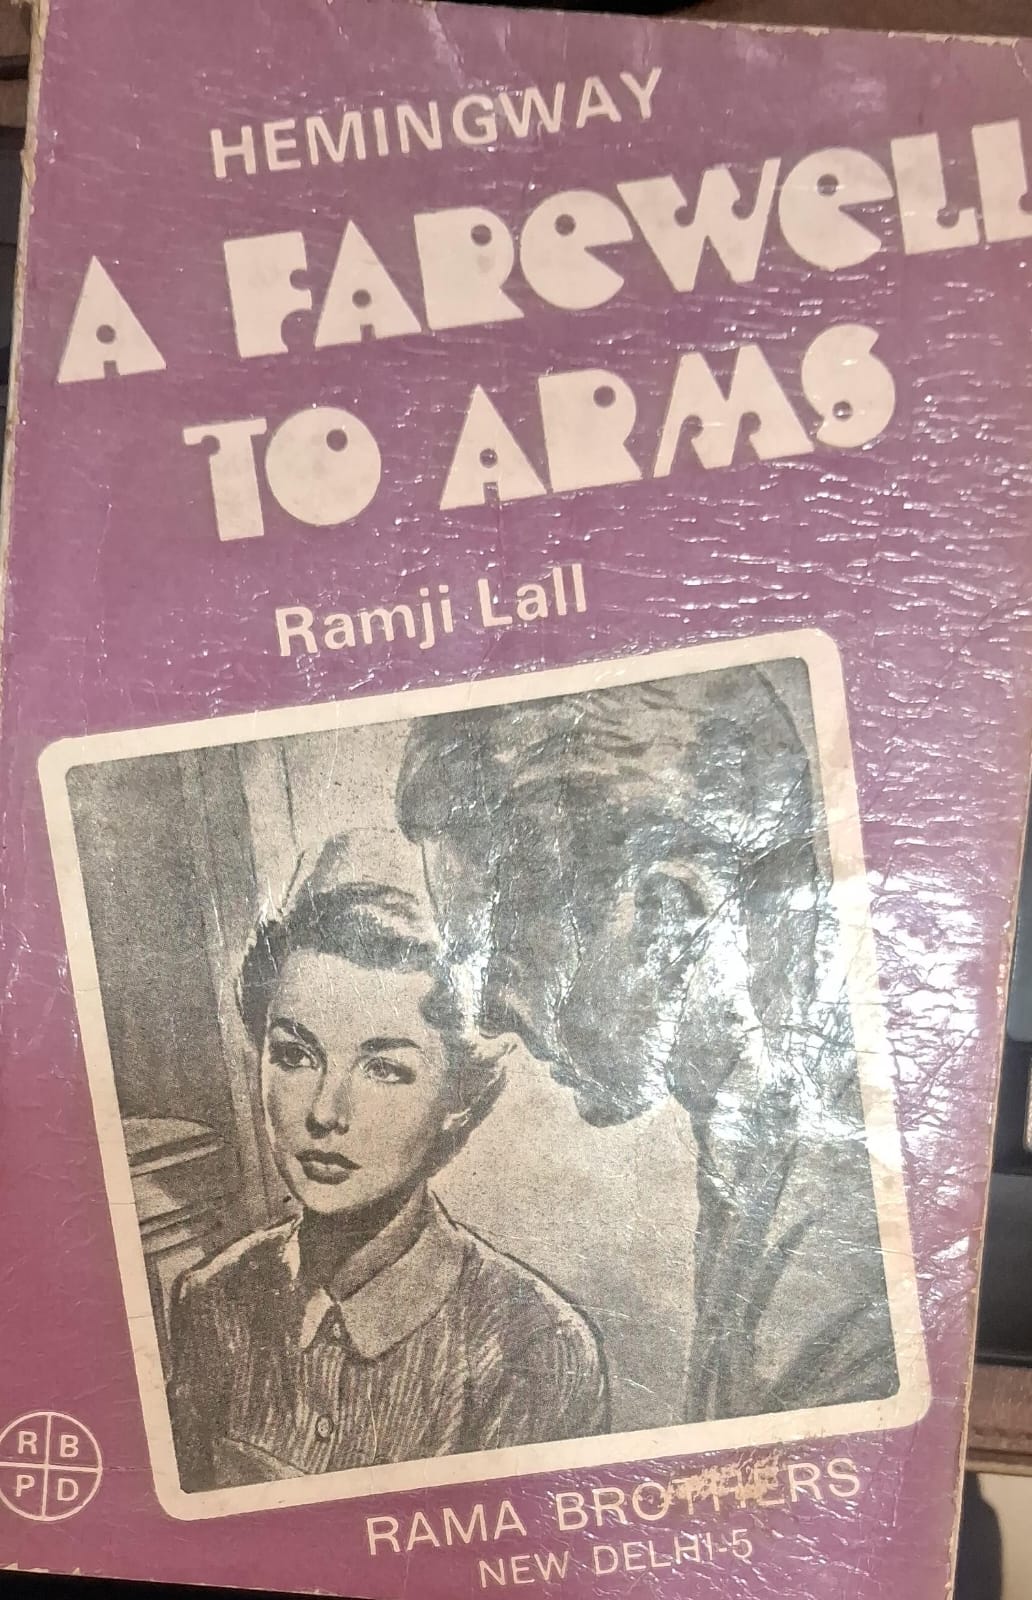 HEMINGWAY
A FAREWELL
TO ARMS
Ramji Lall
R B
P D
RAMA BROTHERS
NEW DELHI-5